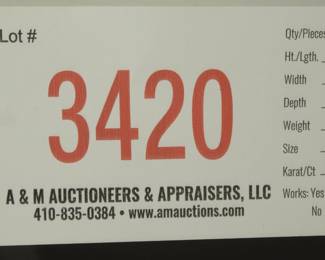 Lot #
3420
A & M AUCTIONEERS & APPRAISERS, LLC
410-835-0384 • www.amauctions.com
Qty/Pieces
Ht./Lgth.
Width
Depth
Weight
Size
Karat/Ct
Works: Yes
No